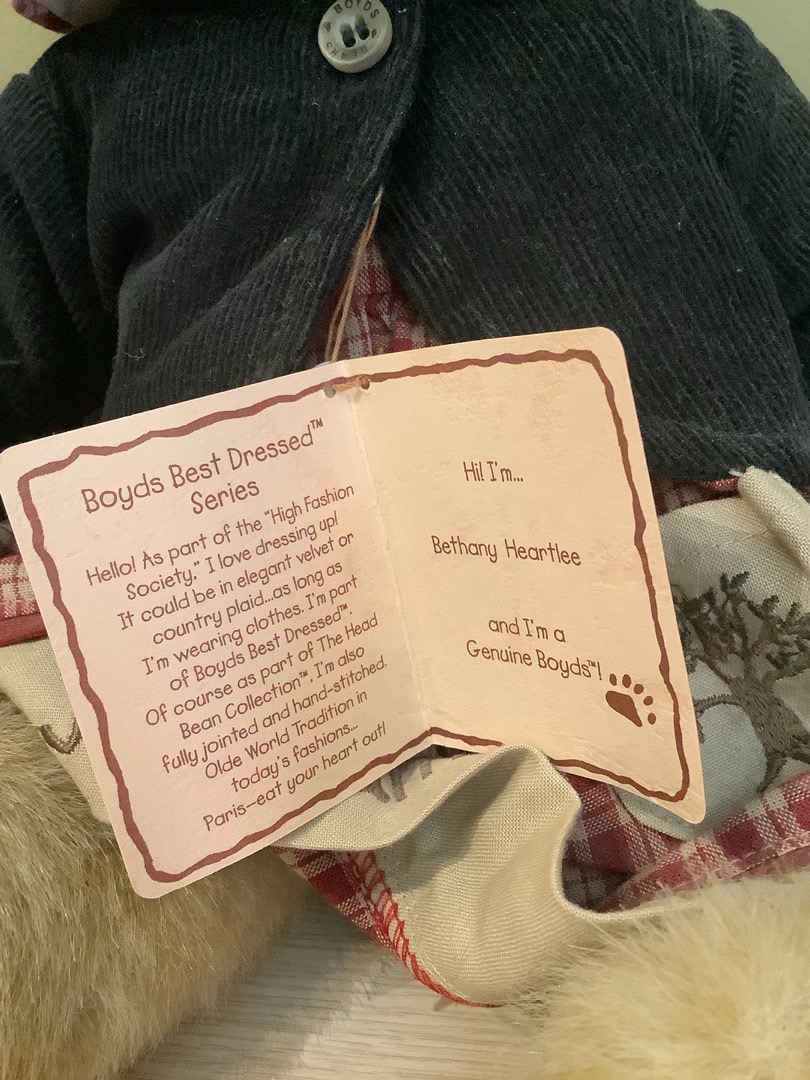 BOYDS
BEARS &
Boyds Best Dressed™
Series
Hello! As part of the "High Fashion
Society," I love dressing up!
It could be in elegant velvet or
country plaid...as long as
I'm wearing clothes. I'm part
of Boyds Best Dressed™.
Of course as part of The Head
Bean Collection™, I'm also
fully jointed and hand-stitched.
Olde World Tradition in
today's fashions...
Paris—eat your heart out!
Hi! I'm...
Bethany Heartlee
and I'm a
Genuine Boyds™!